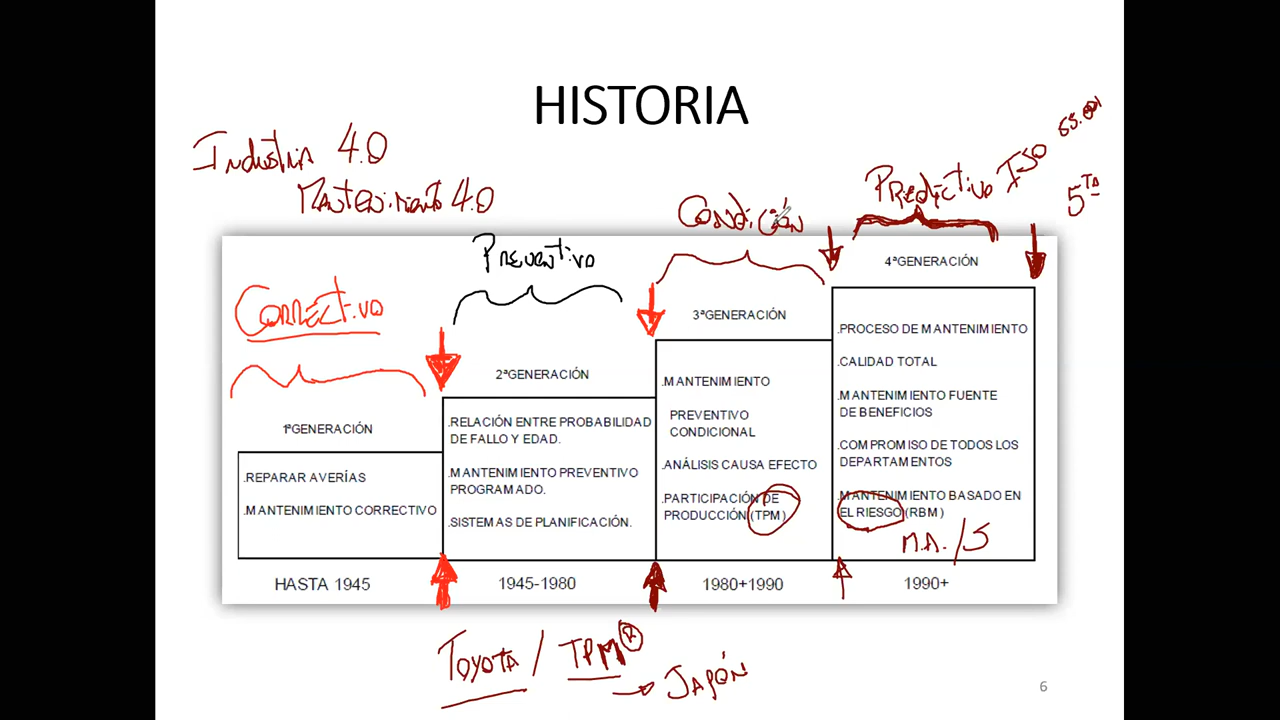 HISTORIA
Industria 4.0
Mantenimiento 4.0
Correctivo
Preventivo
Condición
Predictivo
ISO 55.001
5TA
1ªGENERACIÓN
.REPARAR AVERÍAS
.MANTENIMIENTO CORRECTIVO
HASTA 1945
2ªGENERACIÓN
.RELACIÓN ENTRE PROBABILIDAD
DE FALLO Y EDAD.
.MANTENIMIENTO PREVENTIVO
PROGRAMADO.
.SISTEMAS DE PLANIFICACIÓN.
1945-1980
3ªGENERACIÓN
.MANTENIMIENTO
PREVENTIVO
CONDICIONAL
.ANÁLISIS CAUSA EFECTO
.PARTICIPACIÓN DE
PRODUCCIÓN (TPM)
1980+1990
4ªGENERACIÓN
.PROCESO DE MANTENIMIENTO
.CALIDAD TOTAL
.MANTENIMIENTO FUENTE
DE BENEFICIOS
.COMPROMISO DE TODOS LOS
DEPARTAMENTOS
.MANTENIMIENTO BASADO EN
EL RIESGO (RBM)
M.A. / S
1990+
Toyota / TPM®
Japón
6